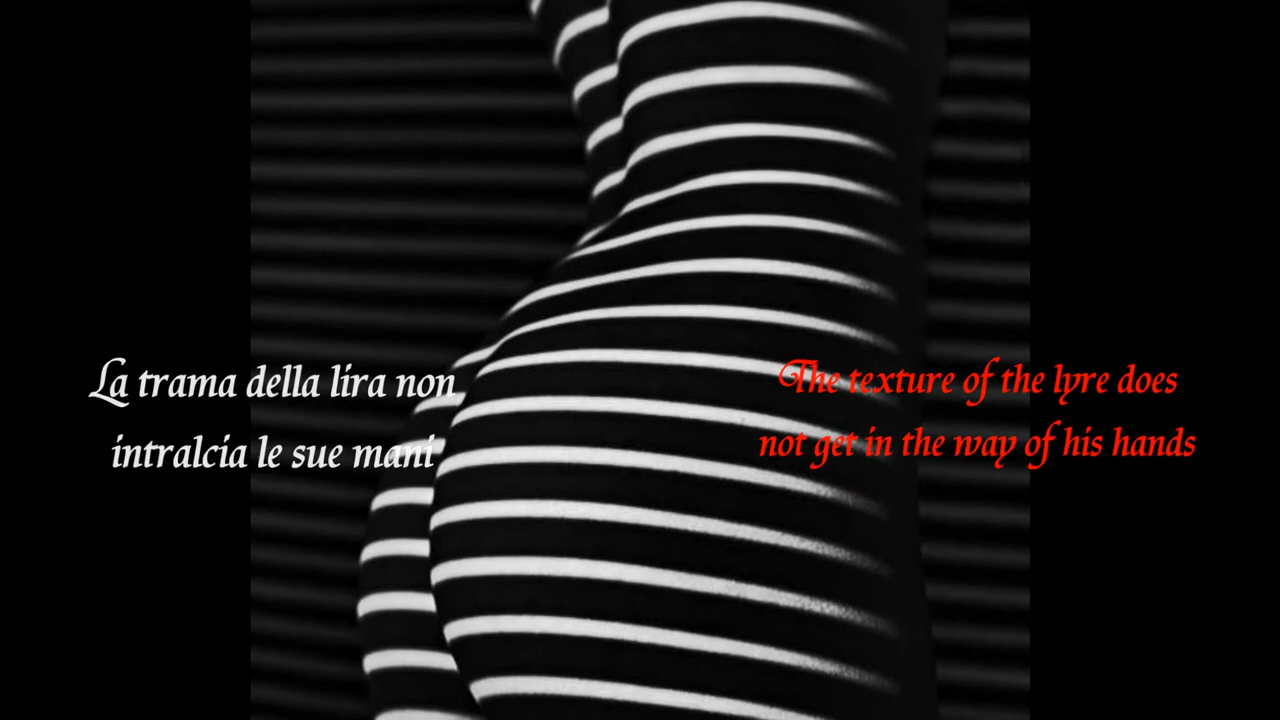 La trama della lira non
intralcia le sue mani
The texture of the lyre does
not get in the way of his hands